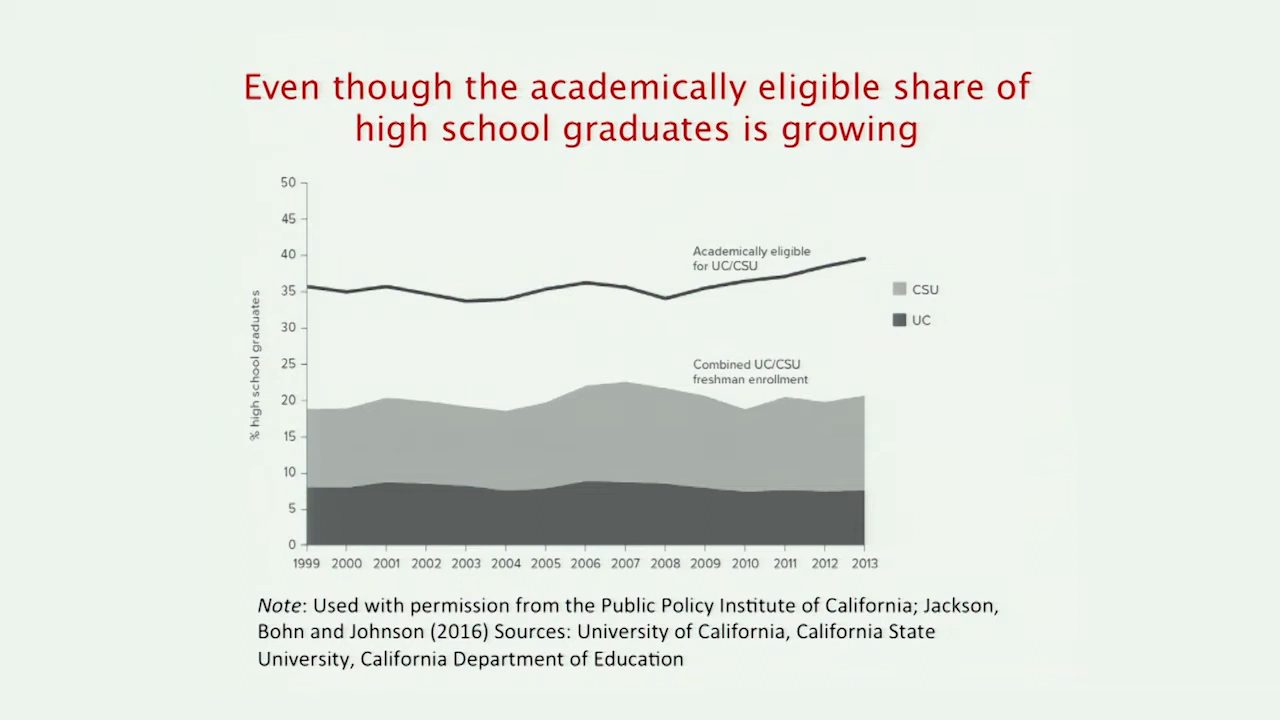 Even though the academically eligible share of
high school graduates is growing
50
45
40
35
30
25
20
15
10
5
0
% high school graduates
Academically eligible
for UC/CSU
Combined UC/CSU
freshman enrollment
CSU
UC
1999 2000 2001 2002 2003 2004 2005 2006 2007 2008 2009 2010 2011 2012 2013
Note: Used with permission from the Public Policy Institute of California; Jackson,
Bohn and Johnson (2016) Sources: University of California, California State
University, California Department of Education